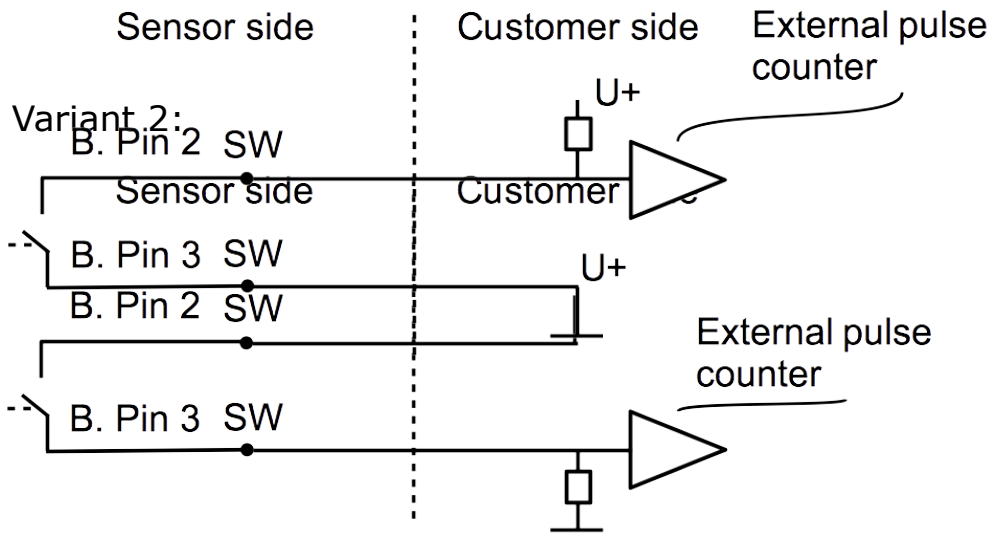 Sensor side
Customer side
External pulse
counter
U+
Variant 2:
B. Pin 2 SW
Sensor side
Customer
B. Pin 3 SW
U+
B. Pin 2 SW
External pulse
counter
B. Pin 3 SW